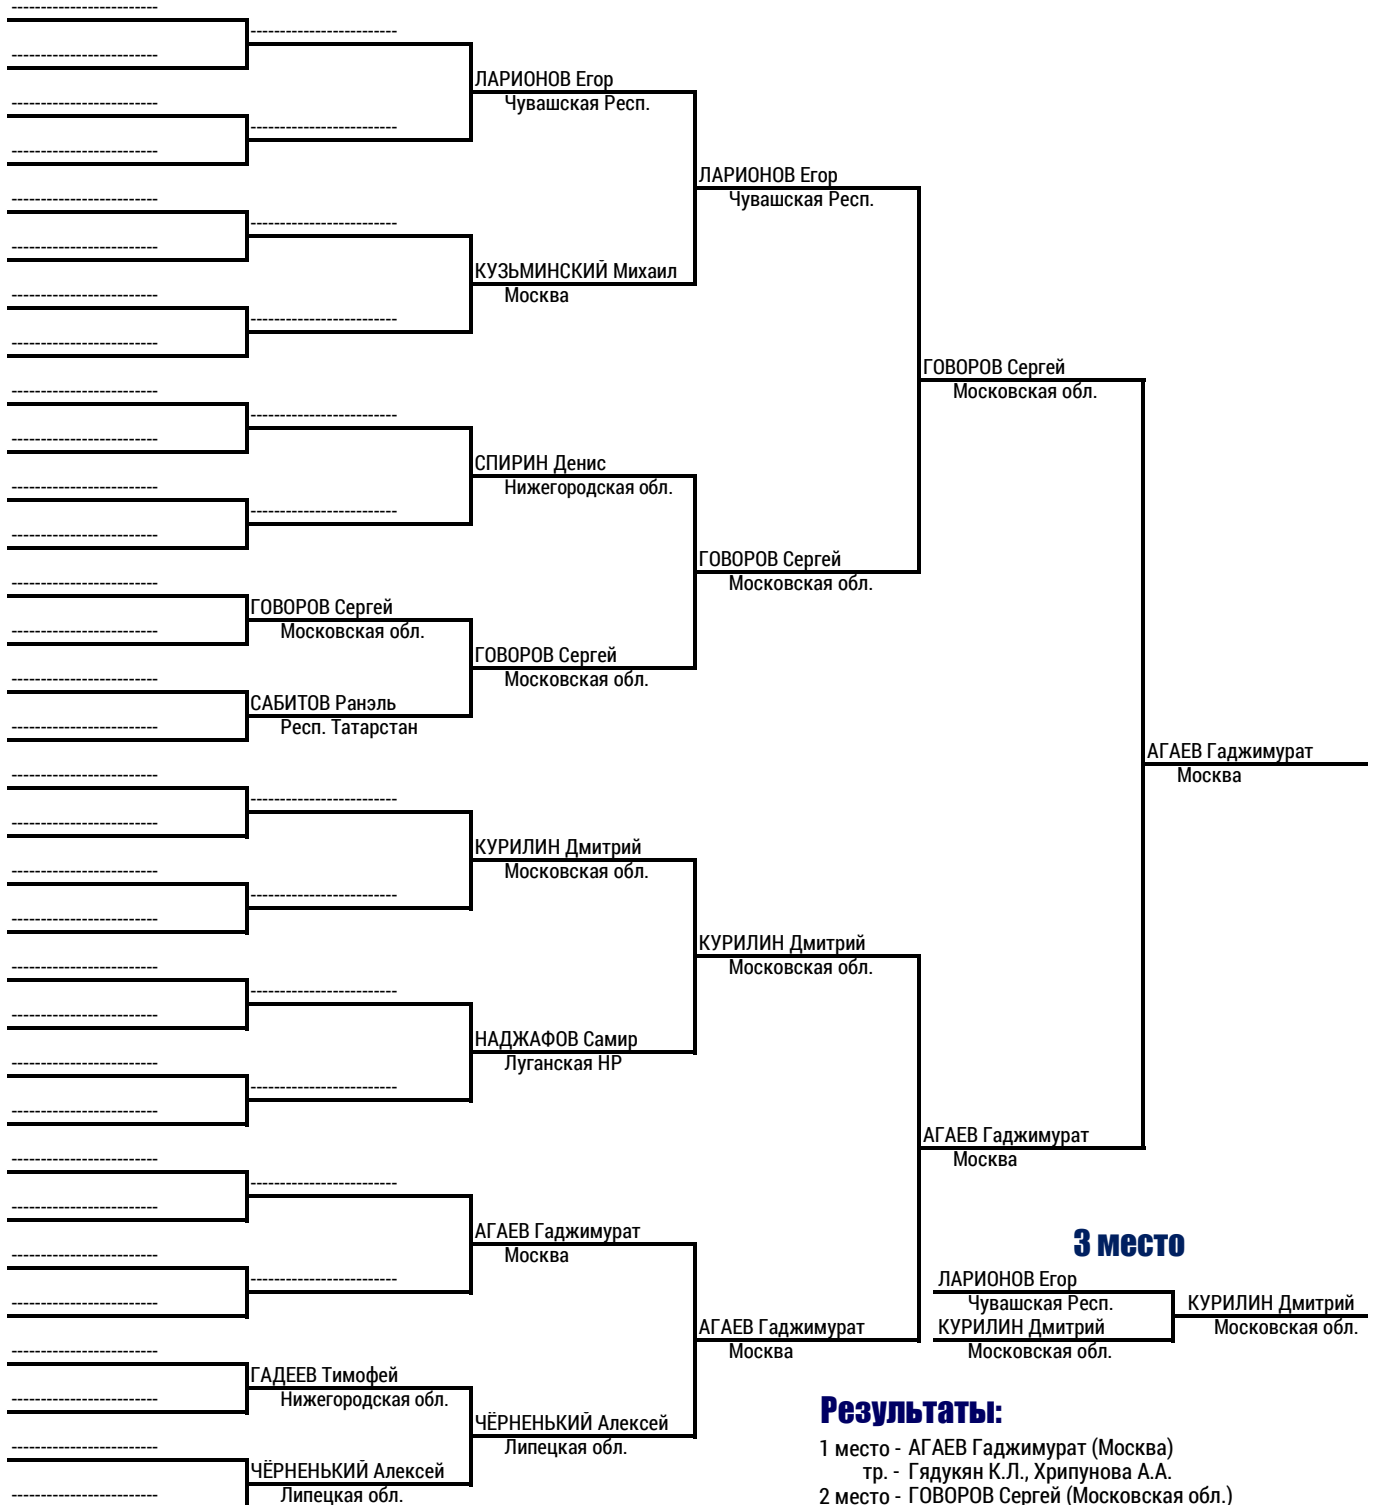 ЛАРИОНОВ Егор
Чувашская Респ.
ЛАРИОНОВ Егор
Чувашская Респ.
КУЗЬМИНСКИЙ Михаил
Москва
ГОВОРОВ Сергей
Московская обл.
СПИРИН Денис
Нижегородская обл.
ГОВОРОВ Сергей
Московская обл.
ГОВОРОВ Сергей
Московская обл.
ГОВОРОВ Сергей
Московская обл.
САБИТОВ Ранэль
Респ. Татарстан
АГАЕВ Гаджимурат
Москва
КУРИЛИН Дмитрий
Московская обл.
КУРИЛИН Дмитрий
Московская обл.
НАДЖАФОВ Самир
Луганская НР
АГАЕВ Гаджимурат
Москва
АГАЕВ Гаджимурат
Москва
3 место
ЛАРИОНОВ Егор
Чувашская Респ.
КУРИЛИН Дмитрий
Московская обл.
КУРИЛИН Дмитрий
Московская обл.
АГАЕВ Гаджимурат
Москва
ГАДЕЕВ Тимофей
Нижегородская обл.
ЧЁРНЕНЬКИЙ Алексей
Липецкая обл.
ЧЁРНЕНЬКИЙ Алексей
Липецкая обл.
Результаты:
1 место - АГАЕВ Гаджимурат (Москва)
тр. - Гядукян К.Л., Хрипунова А.А.
2 место - ГОВОРОВ Сергей (Московская обл.)